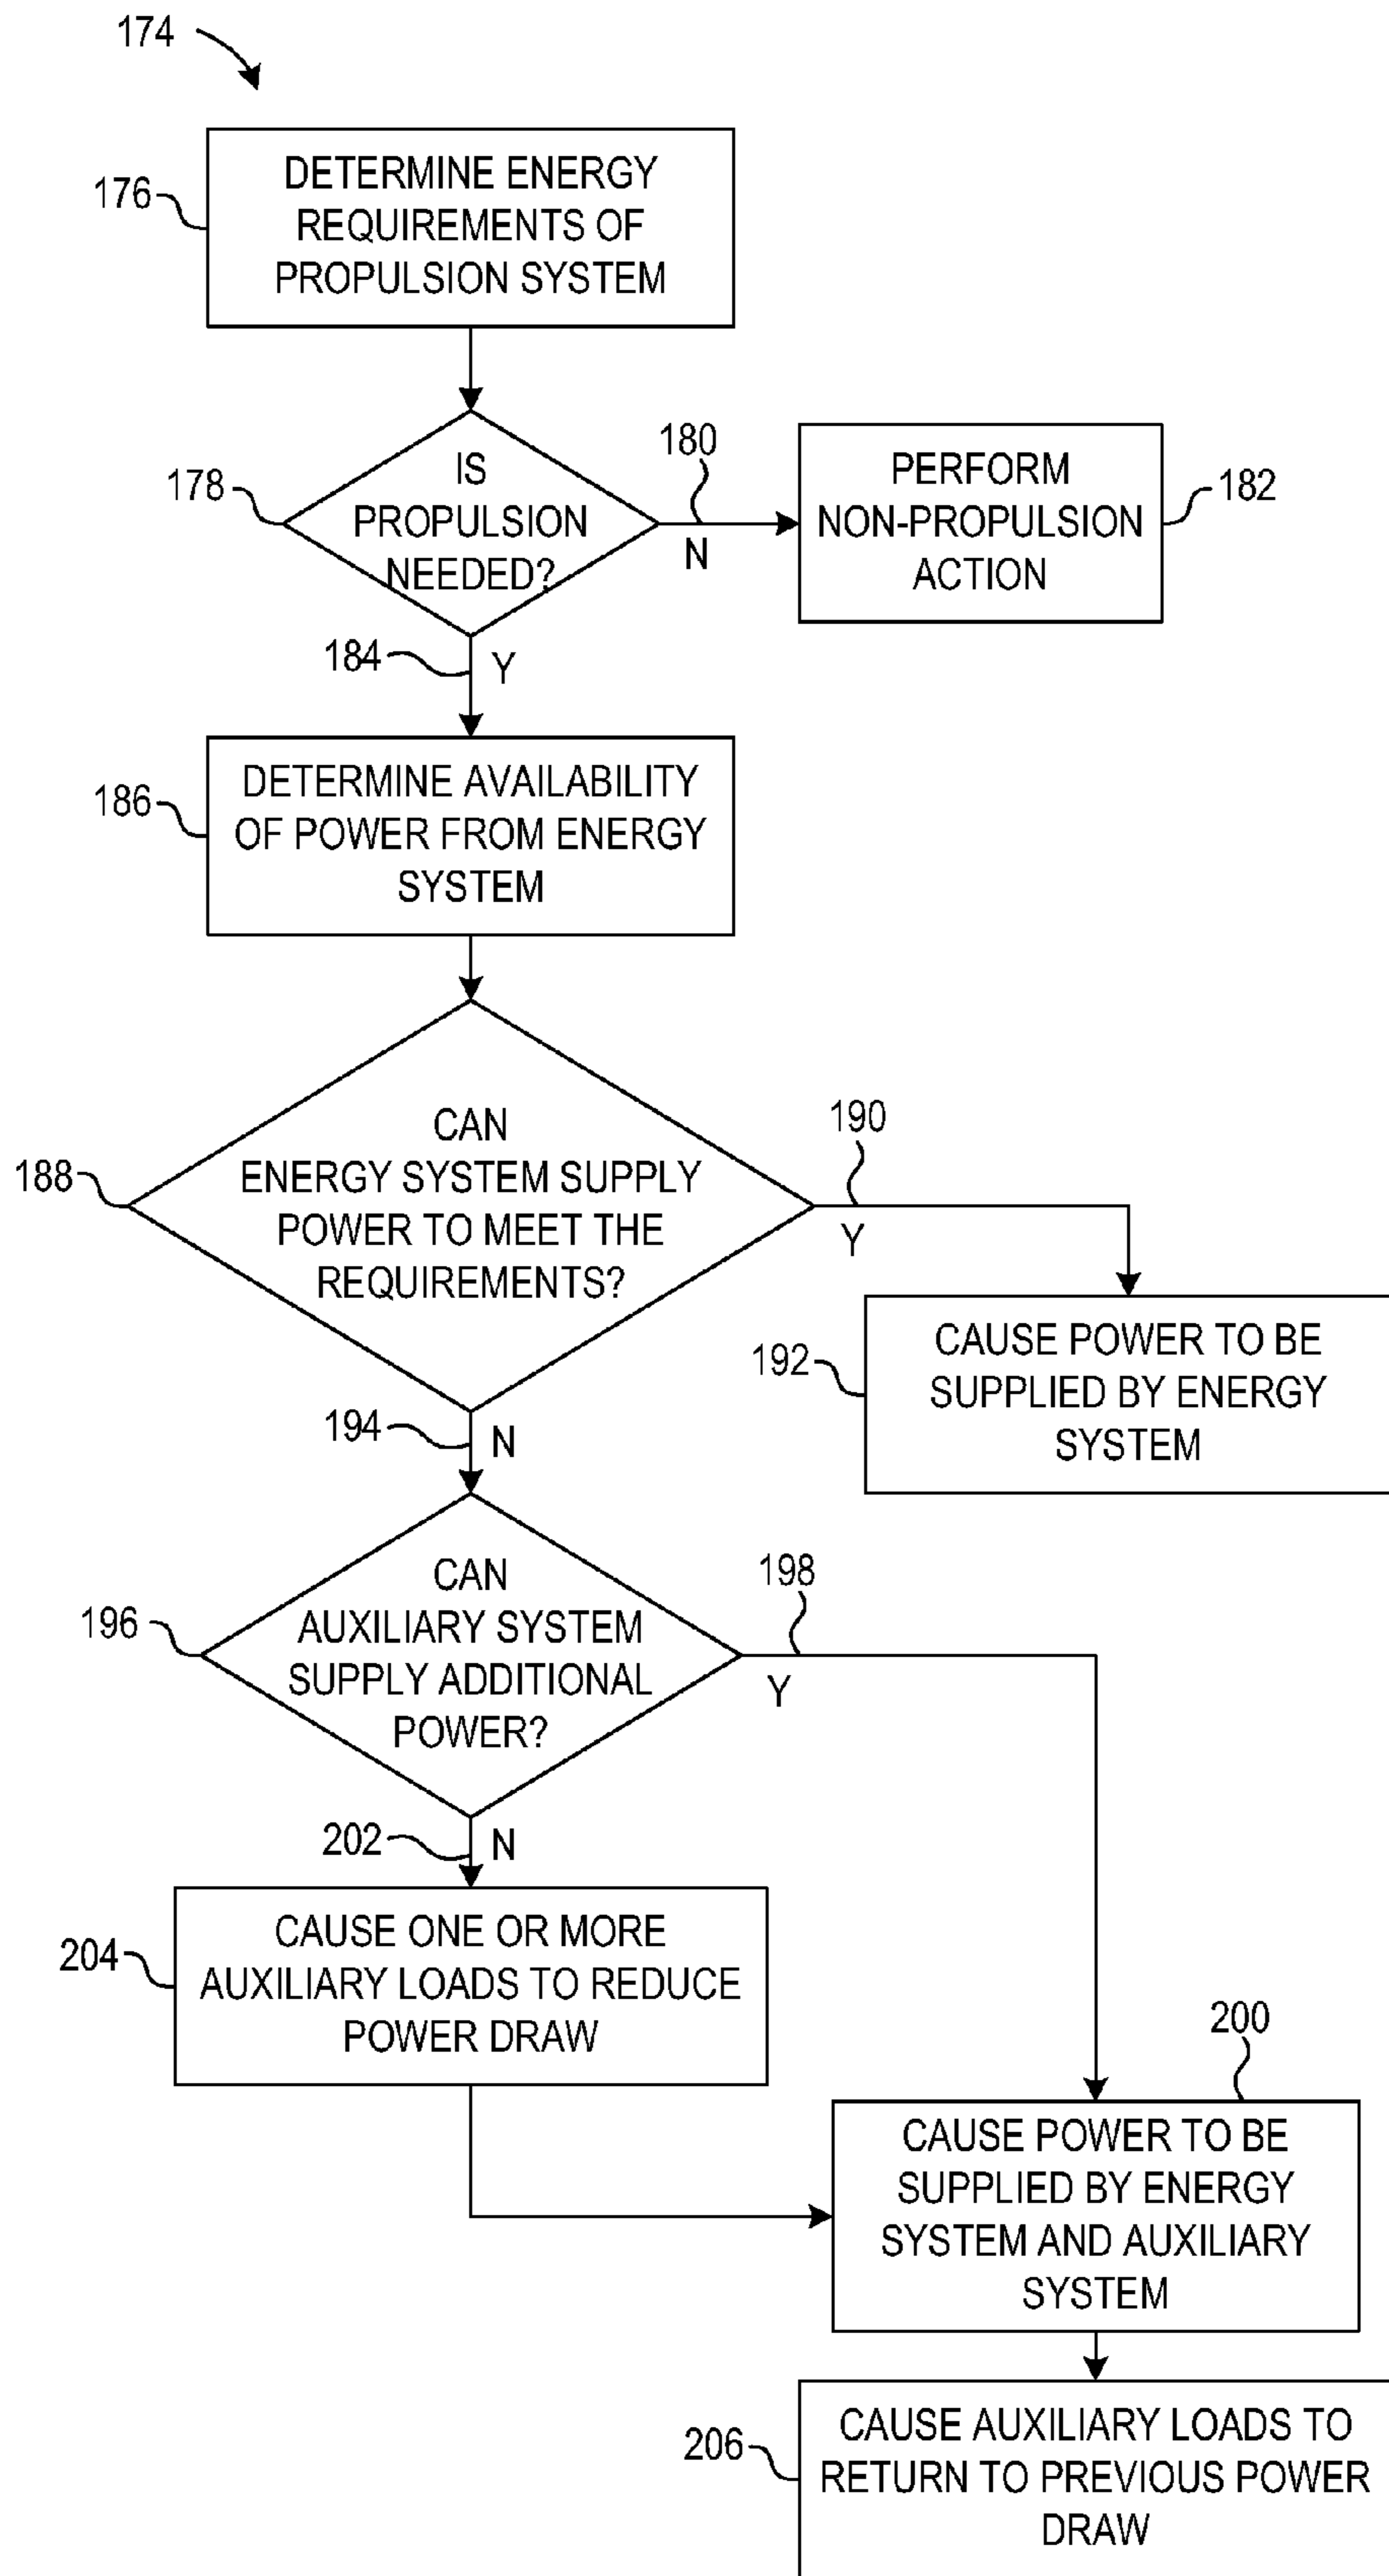 174
176
DETERMINE ENERGY
REQUIREMENTS OF
PROPULSION SYSTEM
178
IS
PROPULSION
NEEDED?
180
N
PERFORM
NON-PROPULSION
ACTION
182
184
Y
186
DETERMINE AVAILABILITY
OF POWER FROM ENERGY
SYSTEM
188
CAN
ENERGY SYSTEM SUPPLY
POWER TO MEET THE
REQUIREMENTS?
190
Y
192
CAUSE POWER TO BE
SUPPLIED BY ENERGY
SYSTEM
194
N
196
CAN
AUXILIARY SYSTEM
SUPPLY ADDITIONAL
POWER?
198
Y
202
N
204
CAUSE ONE OR MORE
AUXILIARY LOADS TO REDUCE
POWER DRAW
200
CAUSE POWER TO BE
SUPPLIED BY ENERGY
SYSTEM AND AUXILIARY
SYSTEM
206
CAUSE AUXILIARY LOADS TO
RETURN TO PREVIOUS POWER
DRAW